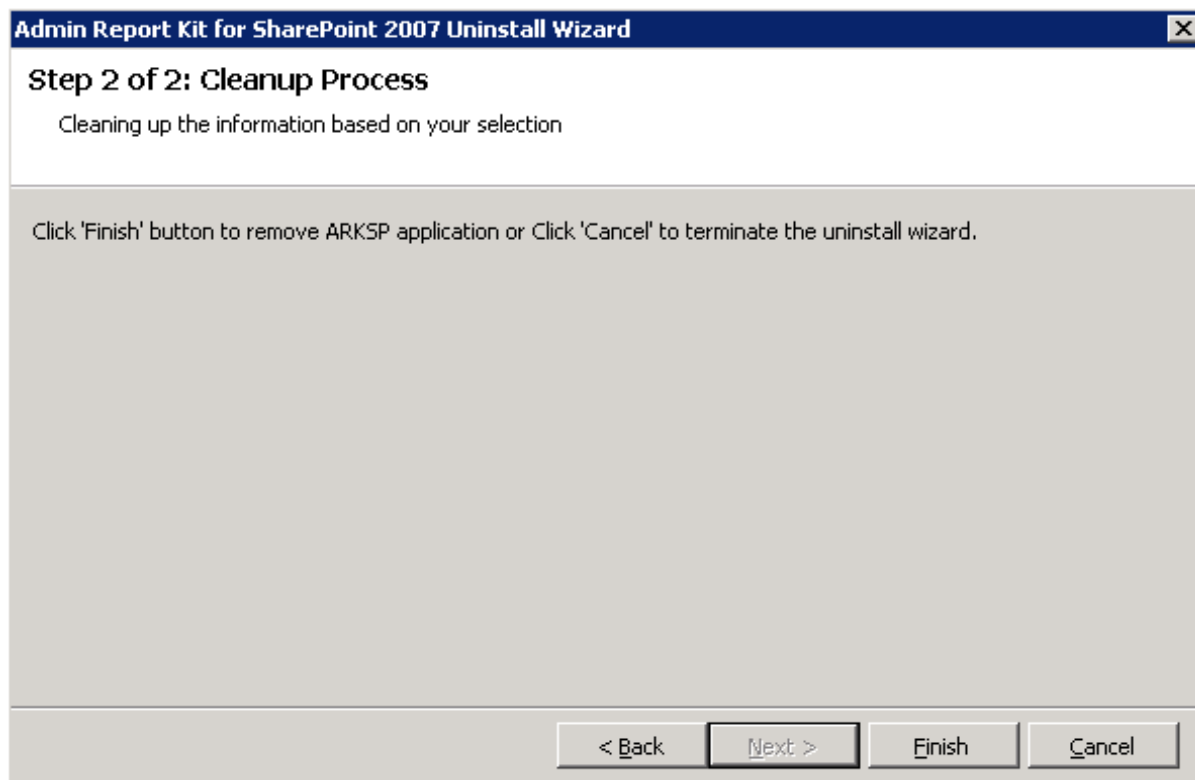 Admin Report Kit for SharePoint 2007 Uninstall Wizard
Step 2 of 2: Cleanup Process
Cleaning up the information based on your selection
Click 'Finish' button to remove ARKSP application or Click 'Cancel' to terminate the uninstall wizard.
< Back Next > Finish Cancel